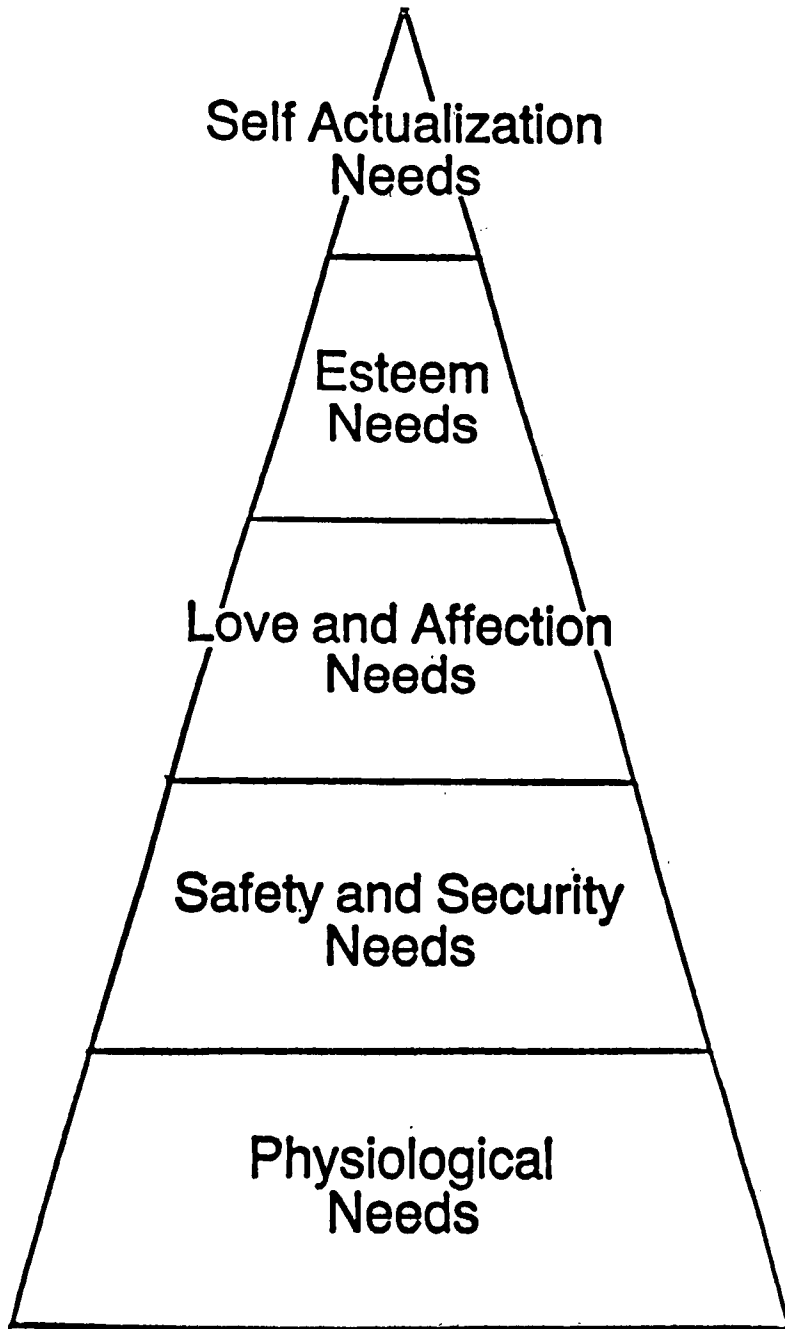 Self Actualization
Needs
Esteem
Needs
Love and Affection
Needs
Safety and Security
Needs
Physiological
Needs